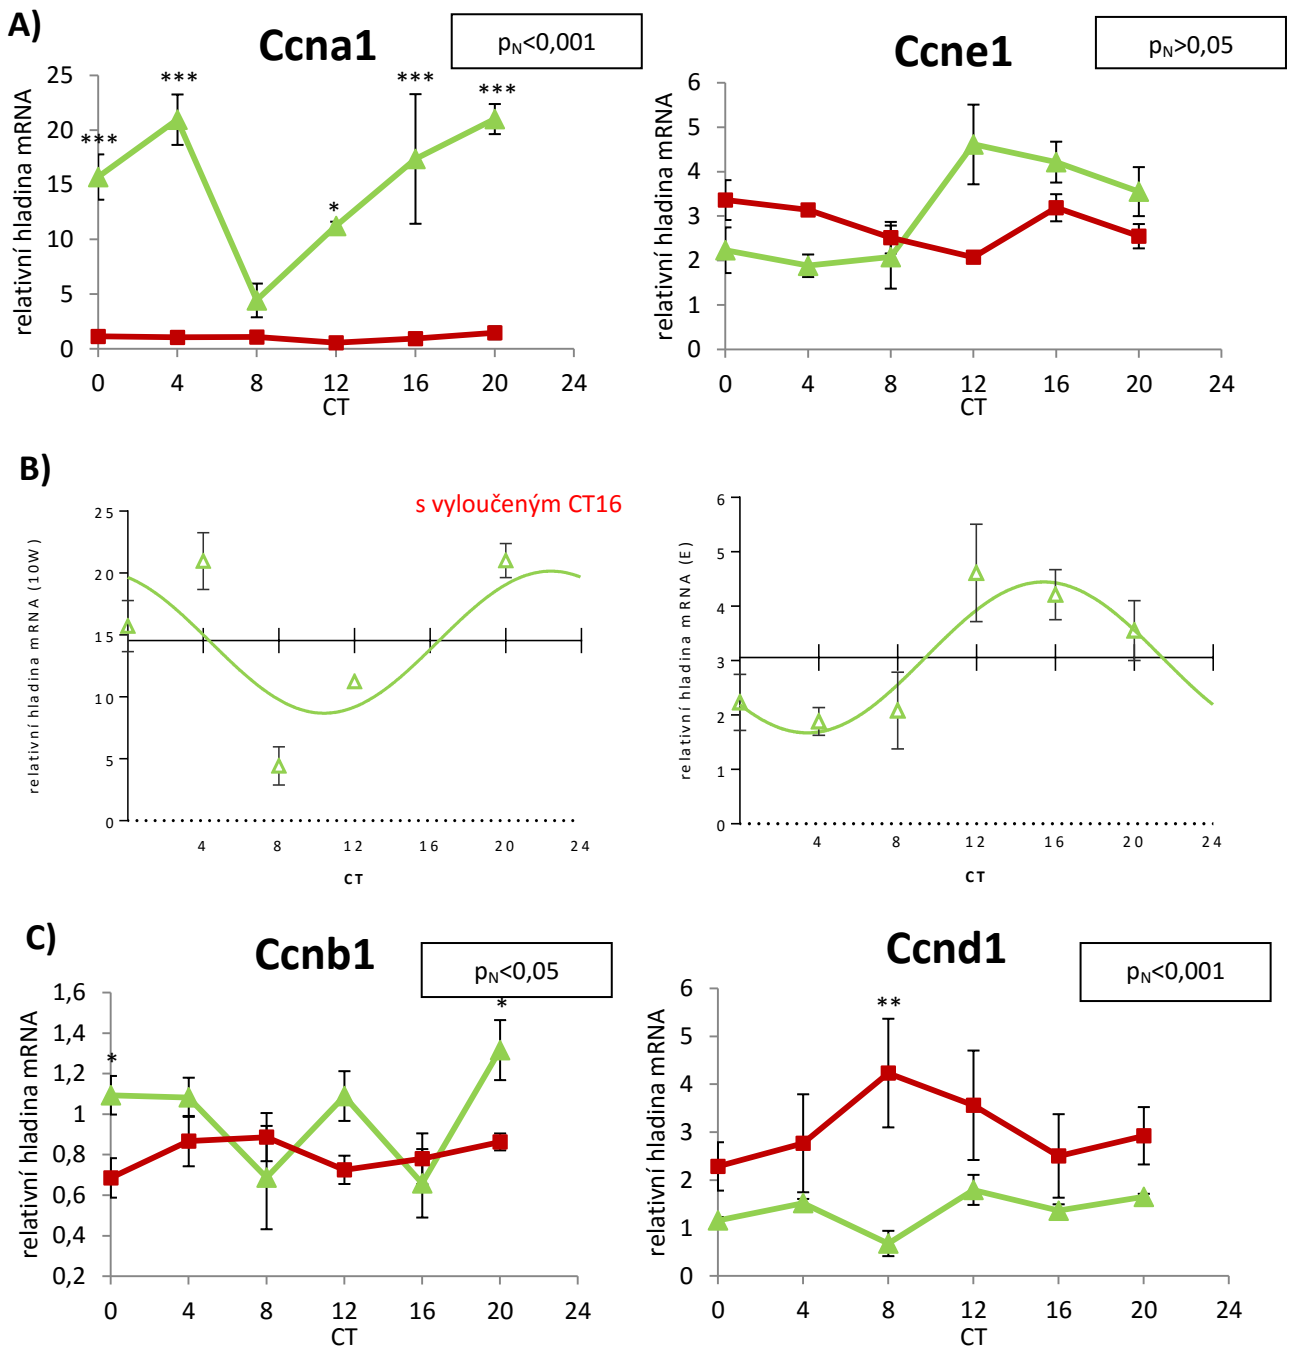 A)
Ccna1
pN<0,001
relativní hladina mRNA
25
20
15
10
5
0
***
***
*
***
***
0 4 8 12 16 20 24
CT
Ccne1
pN>0,05
relativní hladina mRNA
6
5
4
3
2
1
0
0 4 8 12 16 20 24
CT
B)
s vyloučeným CT16
relativní hladina mRNA (10W)
25
20
15
10
5
0
4 8 12 16 20 24
CT
relativní hladina mRNA (E)
6
5
4
3
2
1
0
4 8 12 16 20 24
CT
C)
Ccnb1
pN<0,05
relativní hladina mRNA
1,6
1,4
1,2
1
0,8
0,6
0,4
0,2
*
*
0 4 8 12 16 20 24
CT
Ccnd1
pN<0,001
relativní hladina mRNA
6
5
4
3
2
1
0
**
0 4 8 12 16 20 24
CT